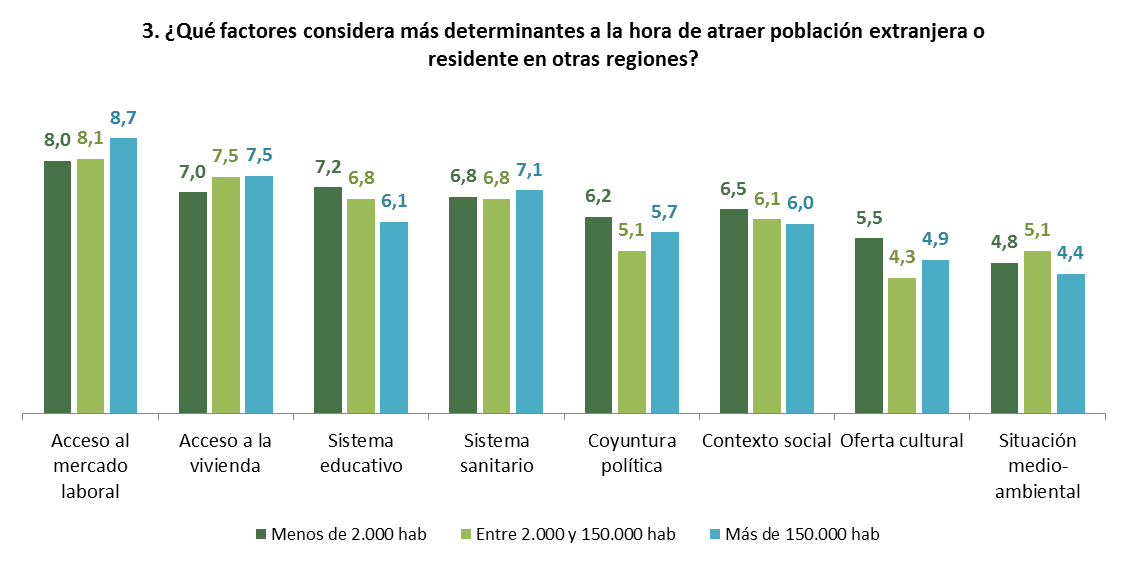 3. ¿Qué factores considera más determinantes a la hora de atraer población extranjera o
residente en otras regiones?
8,0 8,1 8,7
7,0 7,5 7,5
7,2 6,8 6,1
6,8 6,8 7,1
6,2 5,1 5,7
6,5 6,1 6,0
5,5 4,3 4,9
4,8 5,1 4,4
Acceso al
mercado
laboral
Acceso a la
vivienda
Sistema
educativo
Sistema
sanitario
Coyuntura
política
Contexto social
Oferta cultural
Situación
medio-
ambiental
Menos de 2.000 hab
Entre 2.000 y 150.000 hab
Más de 150.000 hab